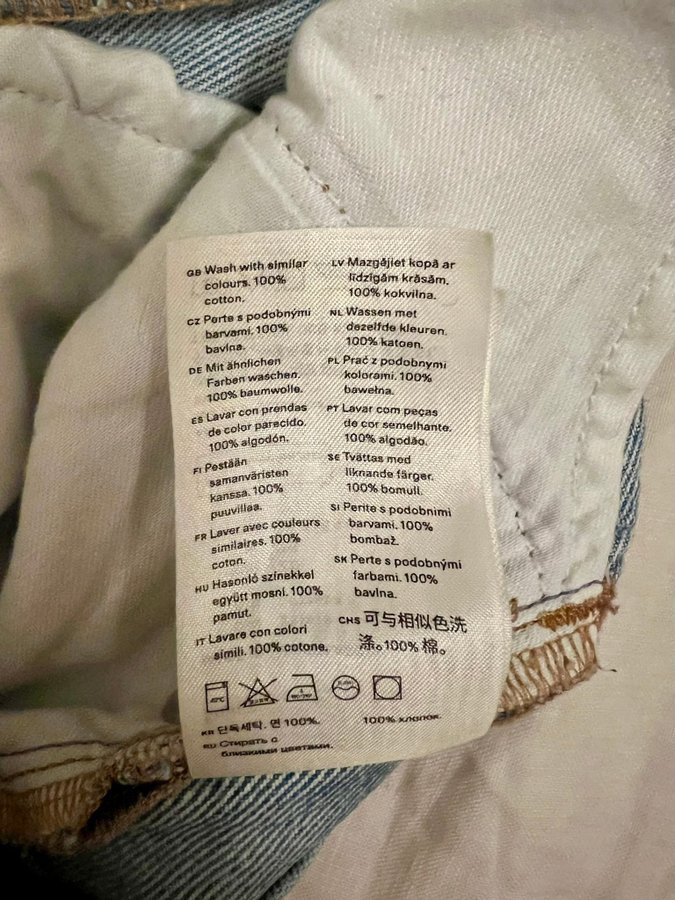 GB Wash with similar
colours. 100%
cotton.
CZ Perte s podobnými
barvami. 100%
bavlna.
DE Mit ähnlichen
Farben waschen.
100% baumwolle.
ES Lavar con prendas
de color parecido.
100% algodón.
FI Pestään
samanväristen
kanssa. 100%
puuvillaa.
FR Laver avec couleurs
similaires. 100%
coton.
HU Hasonló színekkel
együtt mosni. 100%
pamut.
IT Lavare con colori
simili. 100% cotone.
LV Mazgājiet kopā ar
līdzīgām krāsām.
100% kokvilna.
NL Wassen met
dezelfde kleuren.
100% katoen.
PL Prać z podobnymi
kolorami. 100%
bawełna.
PT Lavar com peças
de cor semelhante.
100% algodão.
SE Tvättas med
liknande färger.
100% bomull.
SI Perite s podobnimi
barvami. 100%
bombaž.
SK Perte s podobnými
farbami. 100%
bavlna.
CHS 可与相似色洗
涤。100% 棉。
40°C
KR 단독세탁. 면 100%.
RU Стирать с
близкими цветами.
100% хлопок.